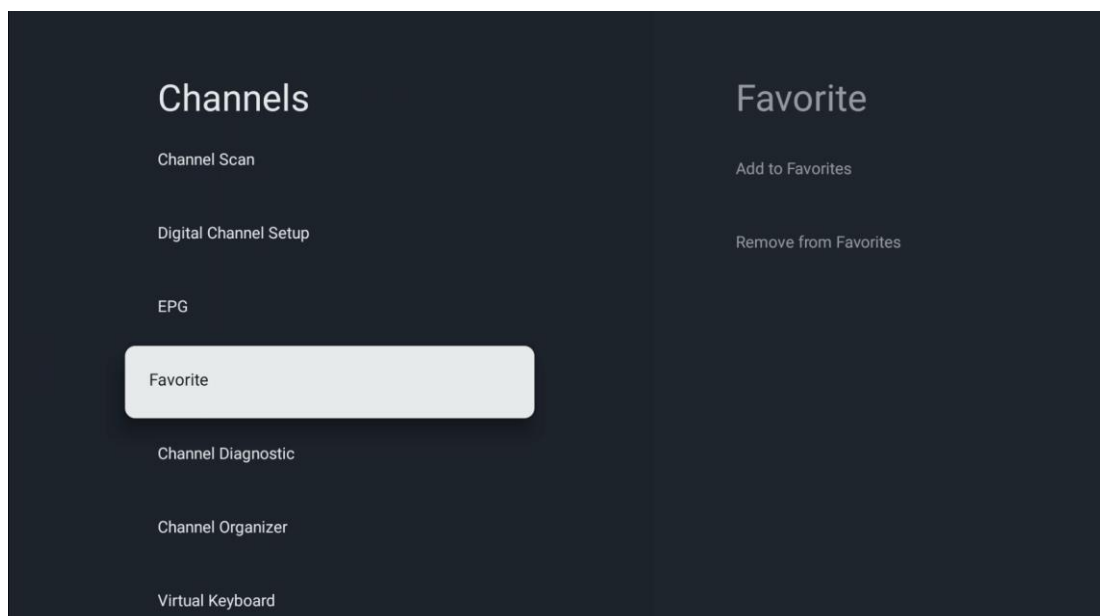 Channels
Channel Scan
Digital Channel Setup
EPG
Favorite
Channel Diagnostic
Channel Organizer
Virtual Keyboard
Favorite
Add to Favorites
Remove from Favorites